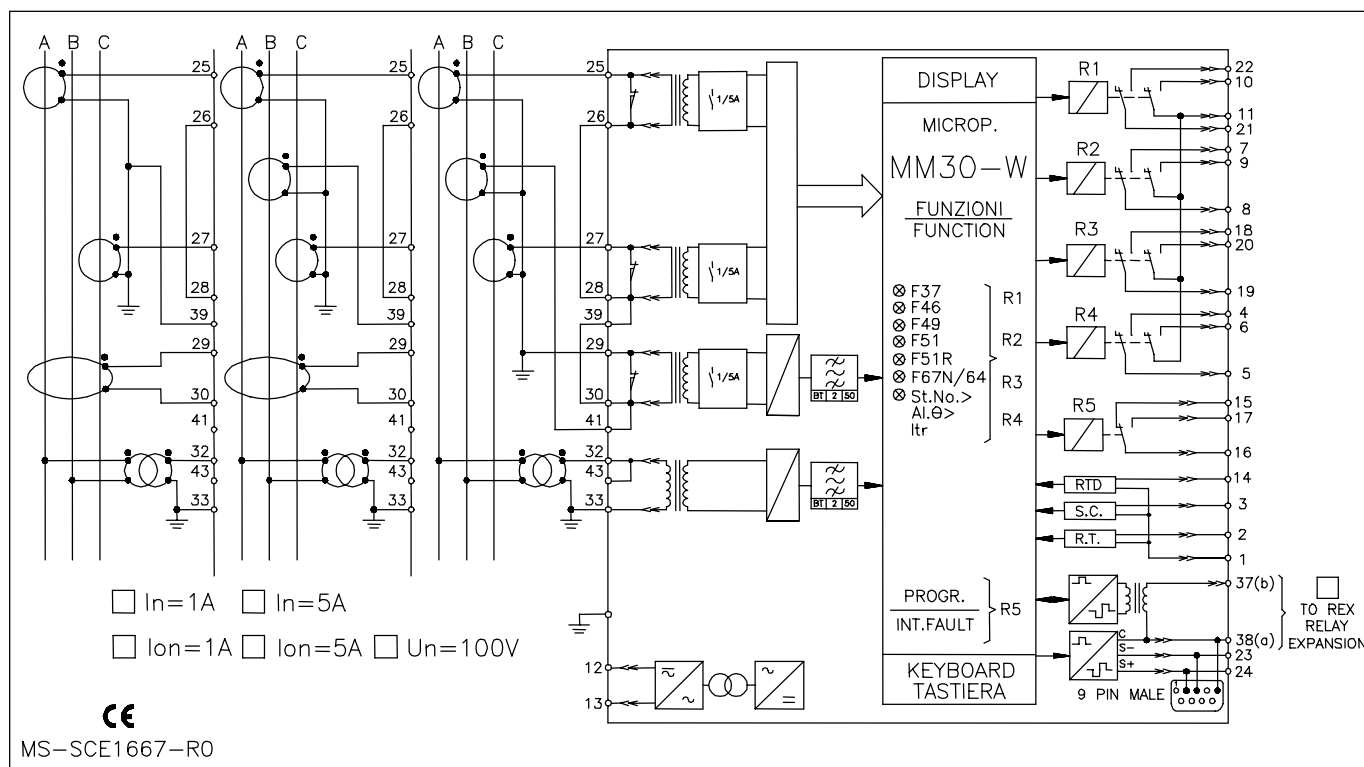 A B C
25
26
27
28
39
29
30
41
32
43
33
A B C
25
26
27
28
39
29
30
41
32
43
33
A B C
25
26
27
28
39
29
30
41
32
43
33
12
13
1/5A
1/5A
1/5A
BT 2 50
BT 2 50
DISPLAY
MICROP.
MM30-W
FUNZIONI
FUNCTION
F37
F46
F49
F51
F51R
F67N/64
St.No.>
Al.θ>
Itr
R1
R2
R3
R4
PROGR.
INT.FAULT
R5
KEYBOARD
TASTIERA
R1
R2
R3
R4
R5
RTD
S.C.
R.T.
22
10
11
21
7
9
8
18
20
19
4
6
5
15
17
16
14
3
2
1
37(b)
38(a)
23
24
C
S-
S+
9 PIN MALE
1
TO REX
RELAY
EXPANSION
In=1A In=5A
Ion=1A Ion=5A Un=100V
CE
MS-SCE1667-R0